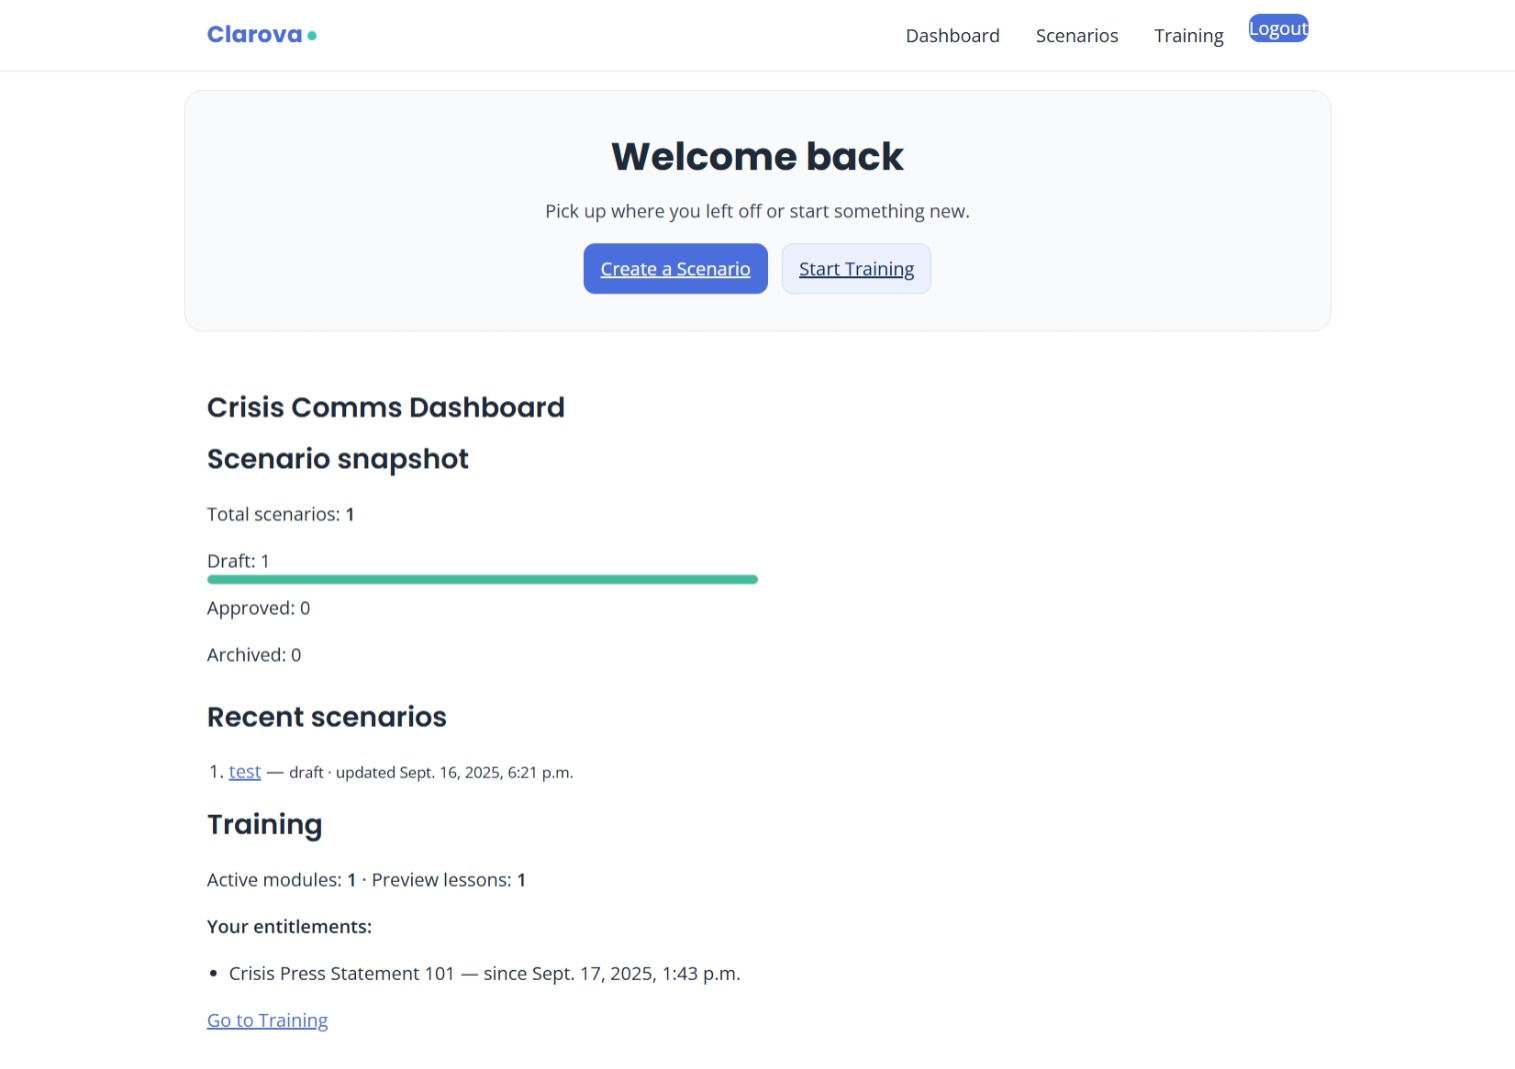 Clarova
Dashboard Scenarios Training Logout
Welcome back
Pick up where you left off or start something new.
Create a Scenario Start Training
Crisis Comms Dashboard
Scenario snapshot
Total scenarios: 1
Draft: 1
Approved: 0
Archived: 0
Recent scenarios
1. test — draft · updated Sept. 16, 2025, 6:21 p.m.
Training
Active modules: 1 · Preview lessons: 1
Your entitlements:
• Crisis Press Statement 101 — since Sept. 17, 2025, 1:43 p.m.
Go to Training